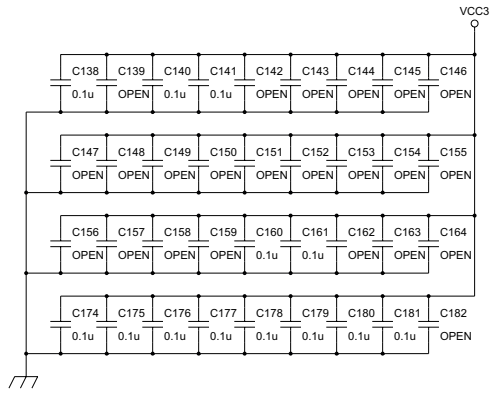 VCC3
C138 C139 C140 C141 C142 C143 C144 C145 C146
0.1u OPEN 0.1u 0.1u OPEN OPEN OPEN OPEN OPEN
C147 C148 C149 C150 C151 C152 C153 C154 C155
OPEN OPEN OPEN OPEN OPEN OPEN OPEN OPEN OPEN
C156 C157 C158 C159 C160 C161 C162 C163 C164
OPEN OPEN OPEN OPEN 0.1u 0.1u OPEN OPEN OPEN
C174 C175 C176 C177 C178 C179 C180 C181 C182
0.1u 0.1u 0.1u 0.1u 0.1u 0.1u 0.1u 0.1u OPEN